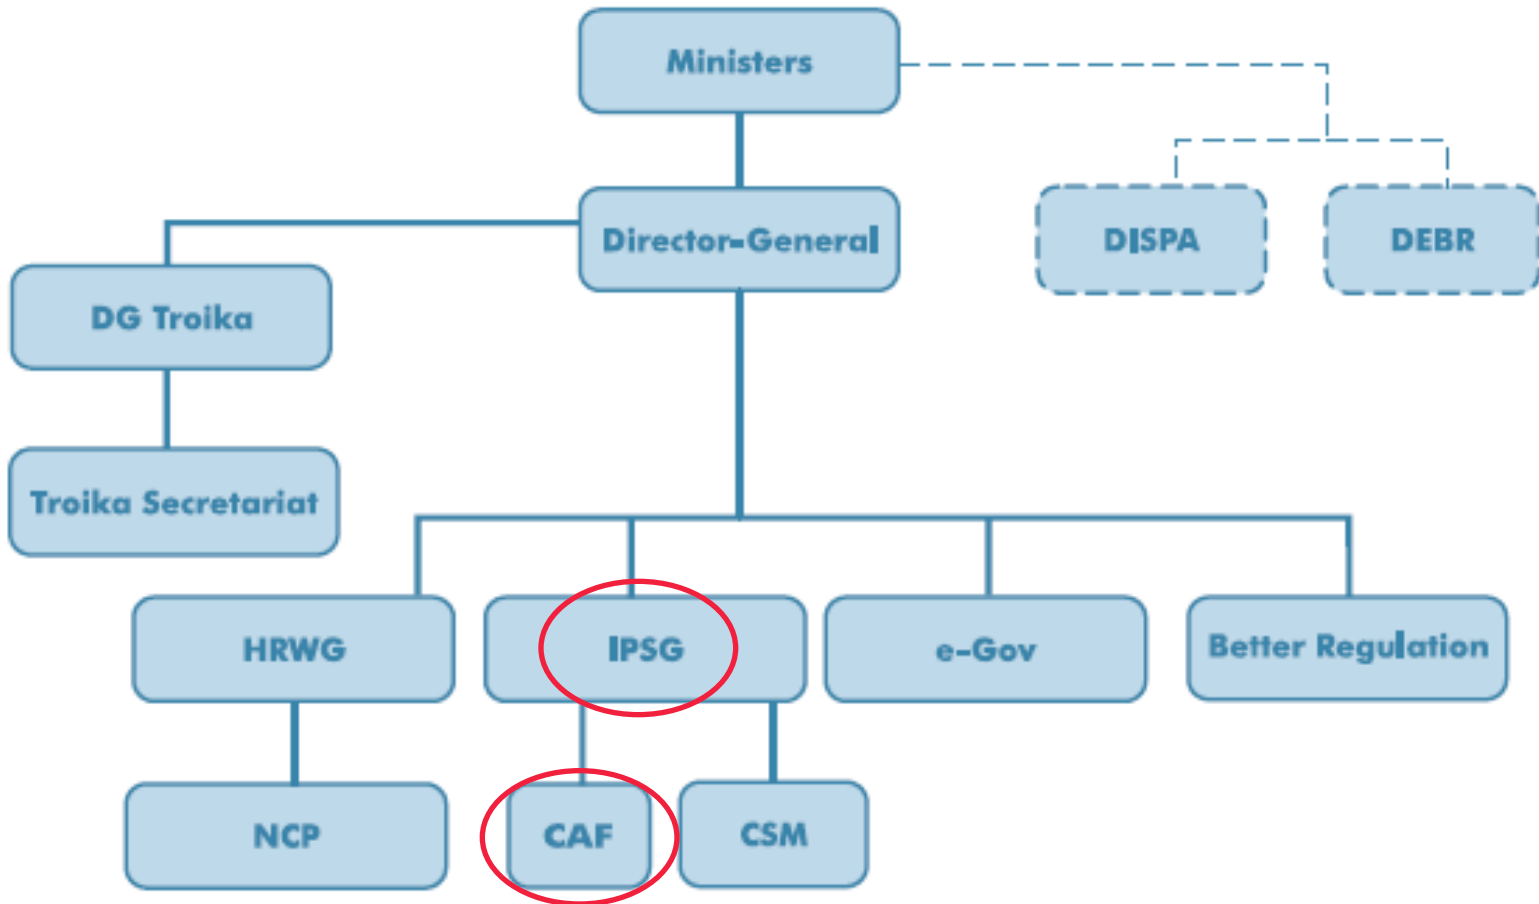 Ministers
Director-General
DISPA
DEBR
DG Troika
Troika Secretariat
HRWG
IPSG
e-Gov
Better Regulation
NCP
CAF
CSM